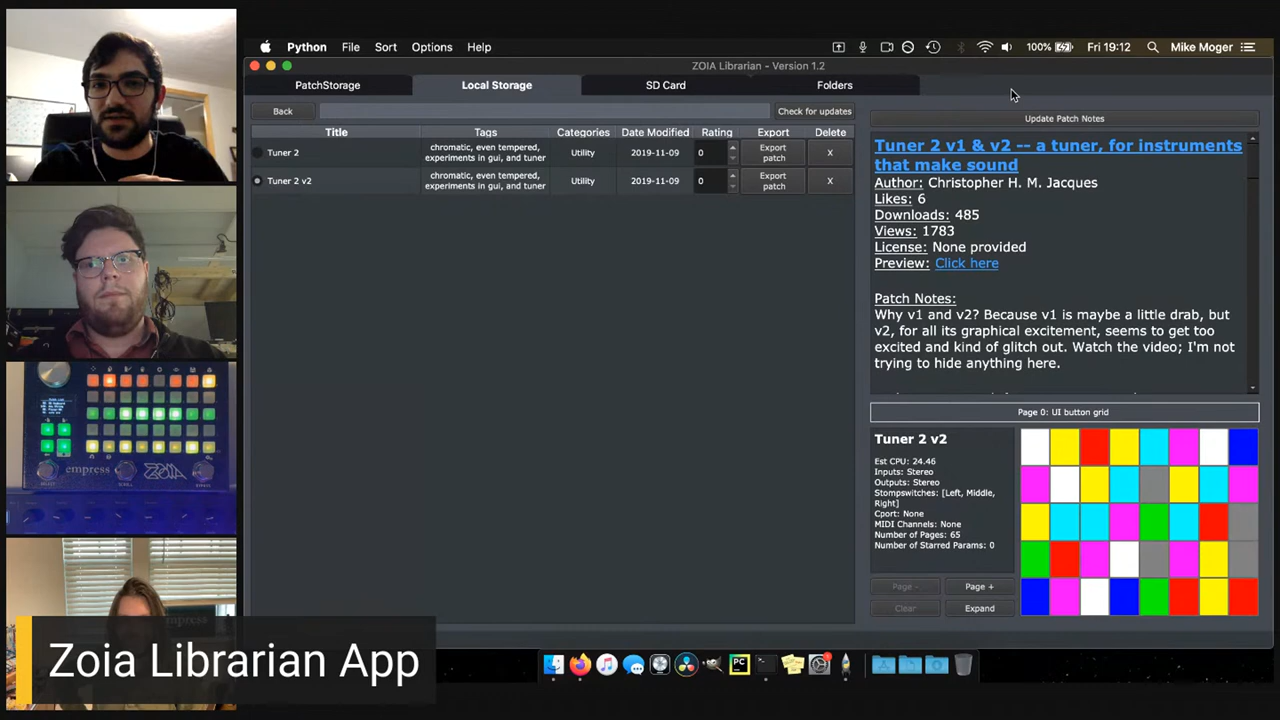 Python File Sort Options Help 100% Fri 19:12 Mike Moger
ZOIA Librarian - Version 1.2
PatchStorage Local Storage SD Card Folders
Back Check for updates
Title Tags Categories Date Modified Rating Export Delete
Tuner 2 chromatic, even tempered, experiments in gui, and tuner Utility 2019-11-09 0 Export patch X
Tuner 2 v2 chromatic, even tempered, experiments in gui, and tuner Utility 2019-11-09 0 Export patch X
Update Patch Notes
Tuner 2 v1 & v2 -- a tuner, for instruments
that make sound
Author: Christopher H. M. Jacques
Likes: 6
Downloads: 485
Views: 1783
License: None provided
Preview: Click here
Patch Notes:
Why v1 and v2? Because v1 is maybe a little drab, but
v2, for all its graphical excitement, seems to get too
excited and kind of glitch out. Watch the video; I'm not
trying to hide anything here.
Page 0: UI button grid
Tuner 2 v2
Est CPU: 24.46
Inputs: Stereo
Outputs: Stereo
Stompswitches: [Left, Middle,
Right]
Cport: None
MIDI Channels: None
Number of Pages: 65
Number of Starred Params: 0
Page - Page +
Clear Expand
empress ZOIA
SELECT SCROLL BYPASS
empress
PC
Zoia Librarian App